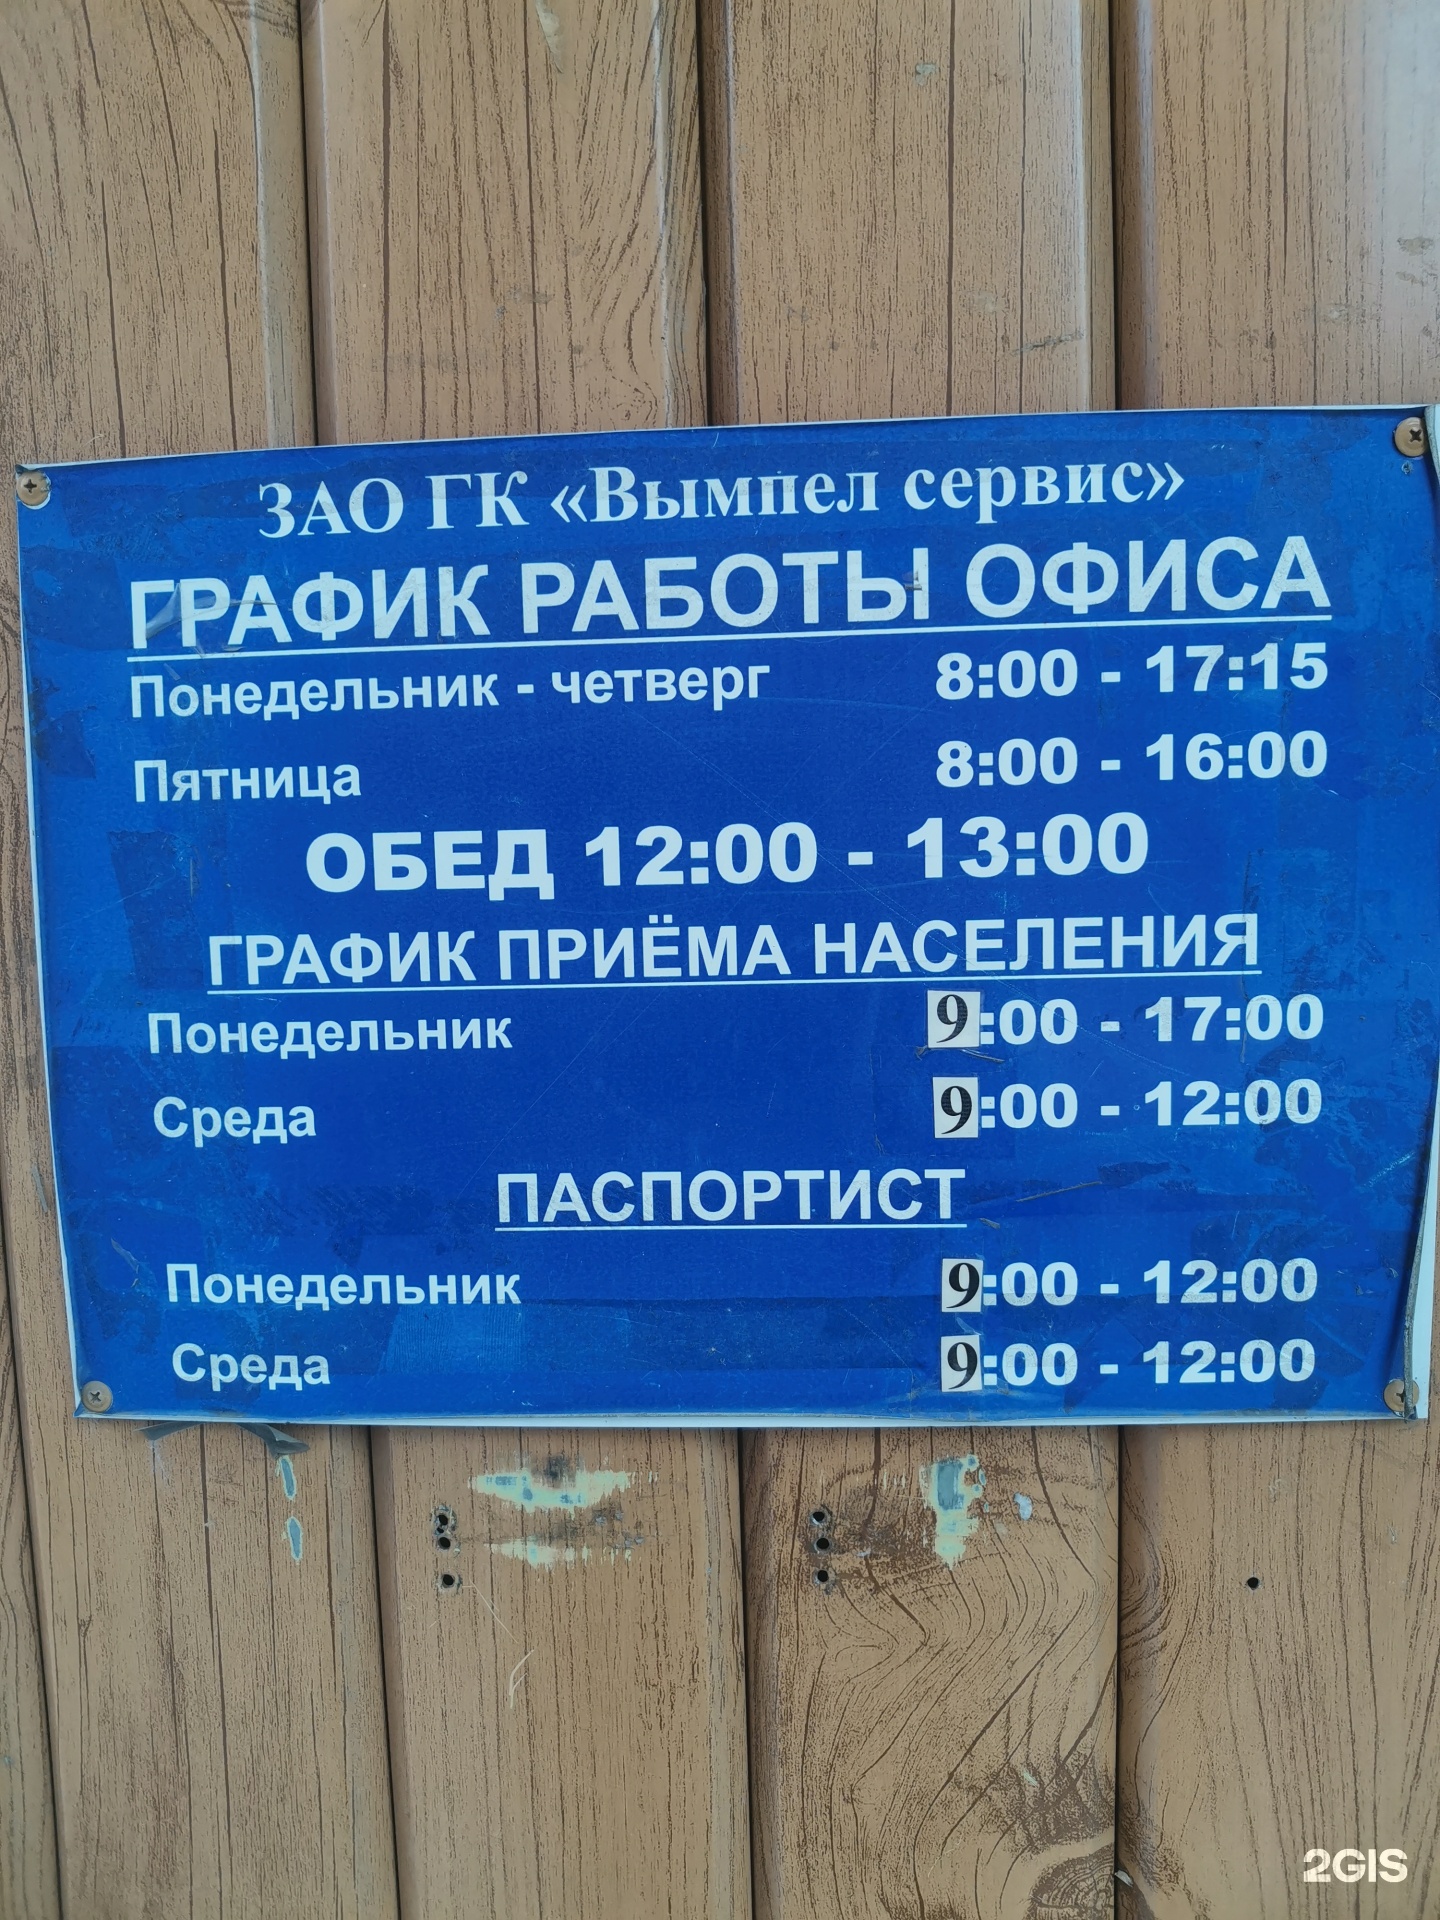 ЗАО ГК «Вымпел сервис»
ГРАФИК РАБОТЫ ОФИСА
Понедельник - четверг 8:00 - 17:15
Пятница 8:00 - 16:00
ОБЕД 12:00 - 13:00
ГРАФИК ПРИЁМА НАСЕЛЕНИЯ
Понедельник 9:00 - 17:00
Среда 9:00 - 12:00
ПАСПОРТИСТ
Понедельник 9:00 - 12:00
Среда 9:00 - 12:00
2GIS